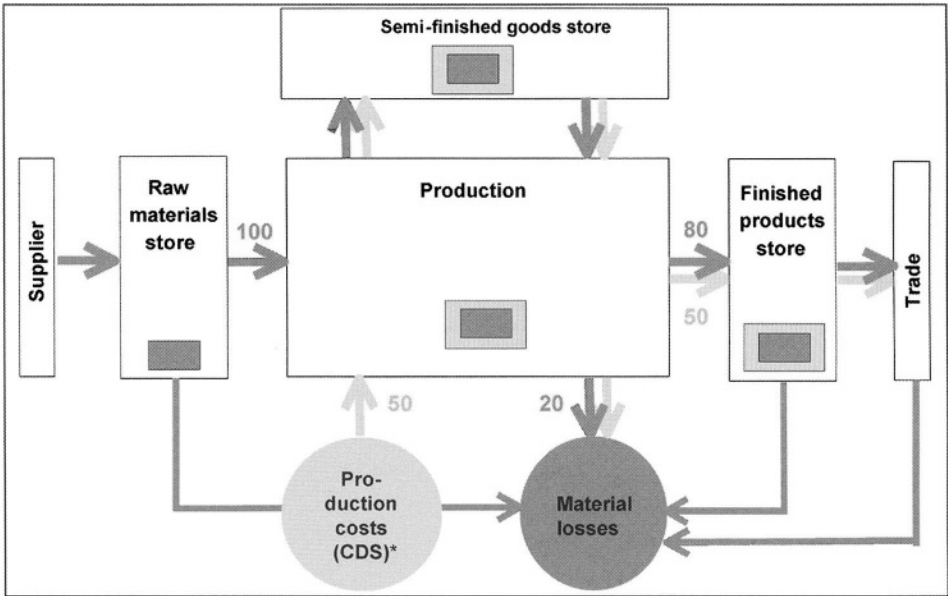 Semi-finished goods store
Supplier
Raw
materials
store
100
Production
80
50
Finished
products
store
Trade
50
20
Pro-
duction
costs
(CDS)*
Material
losses